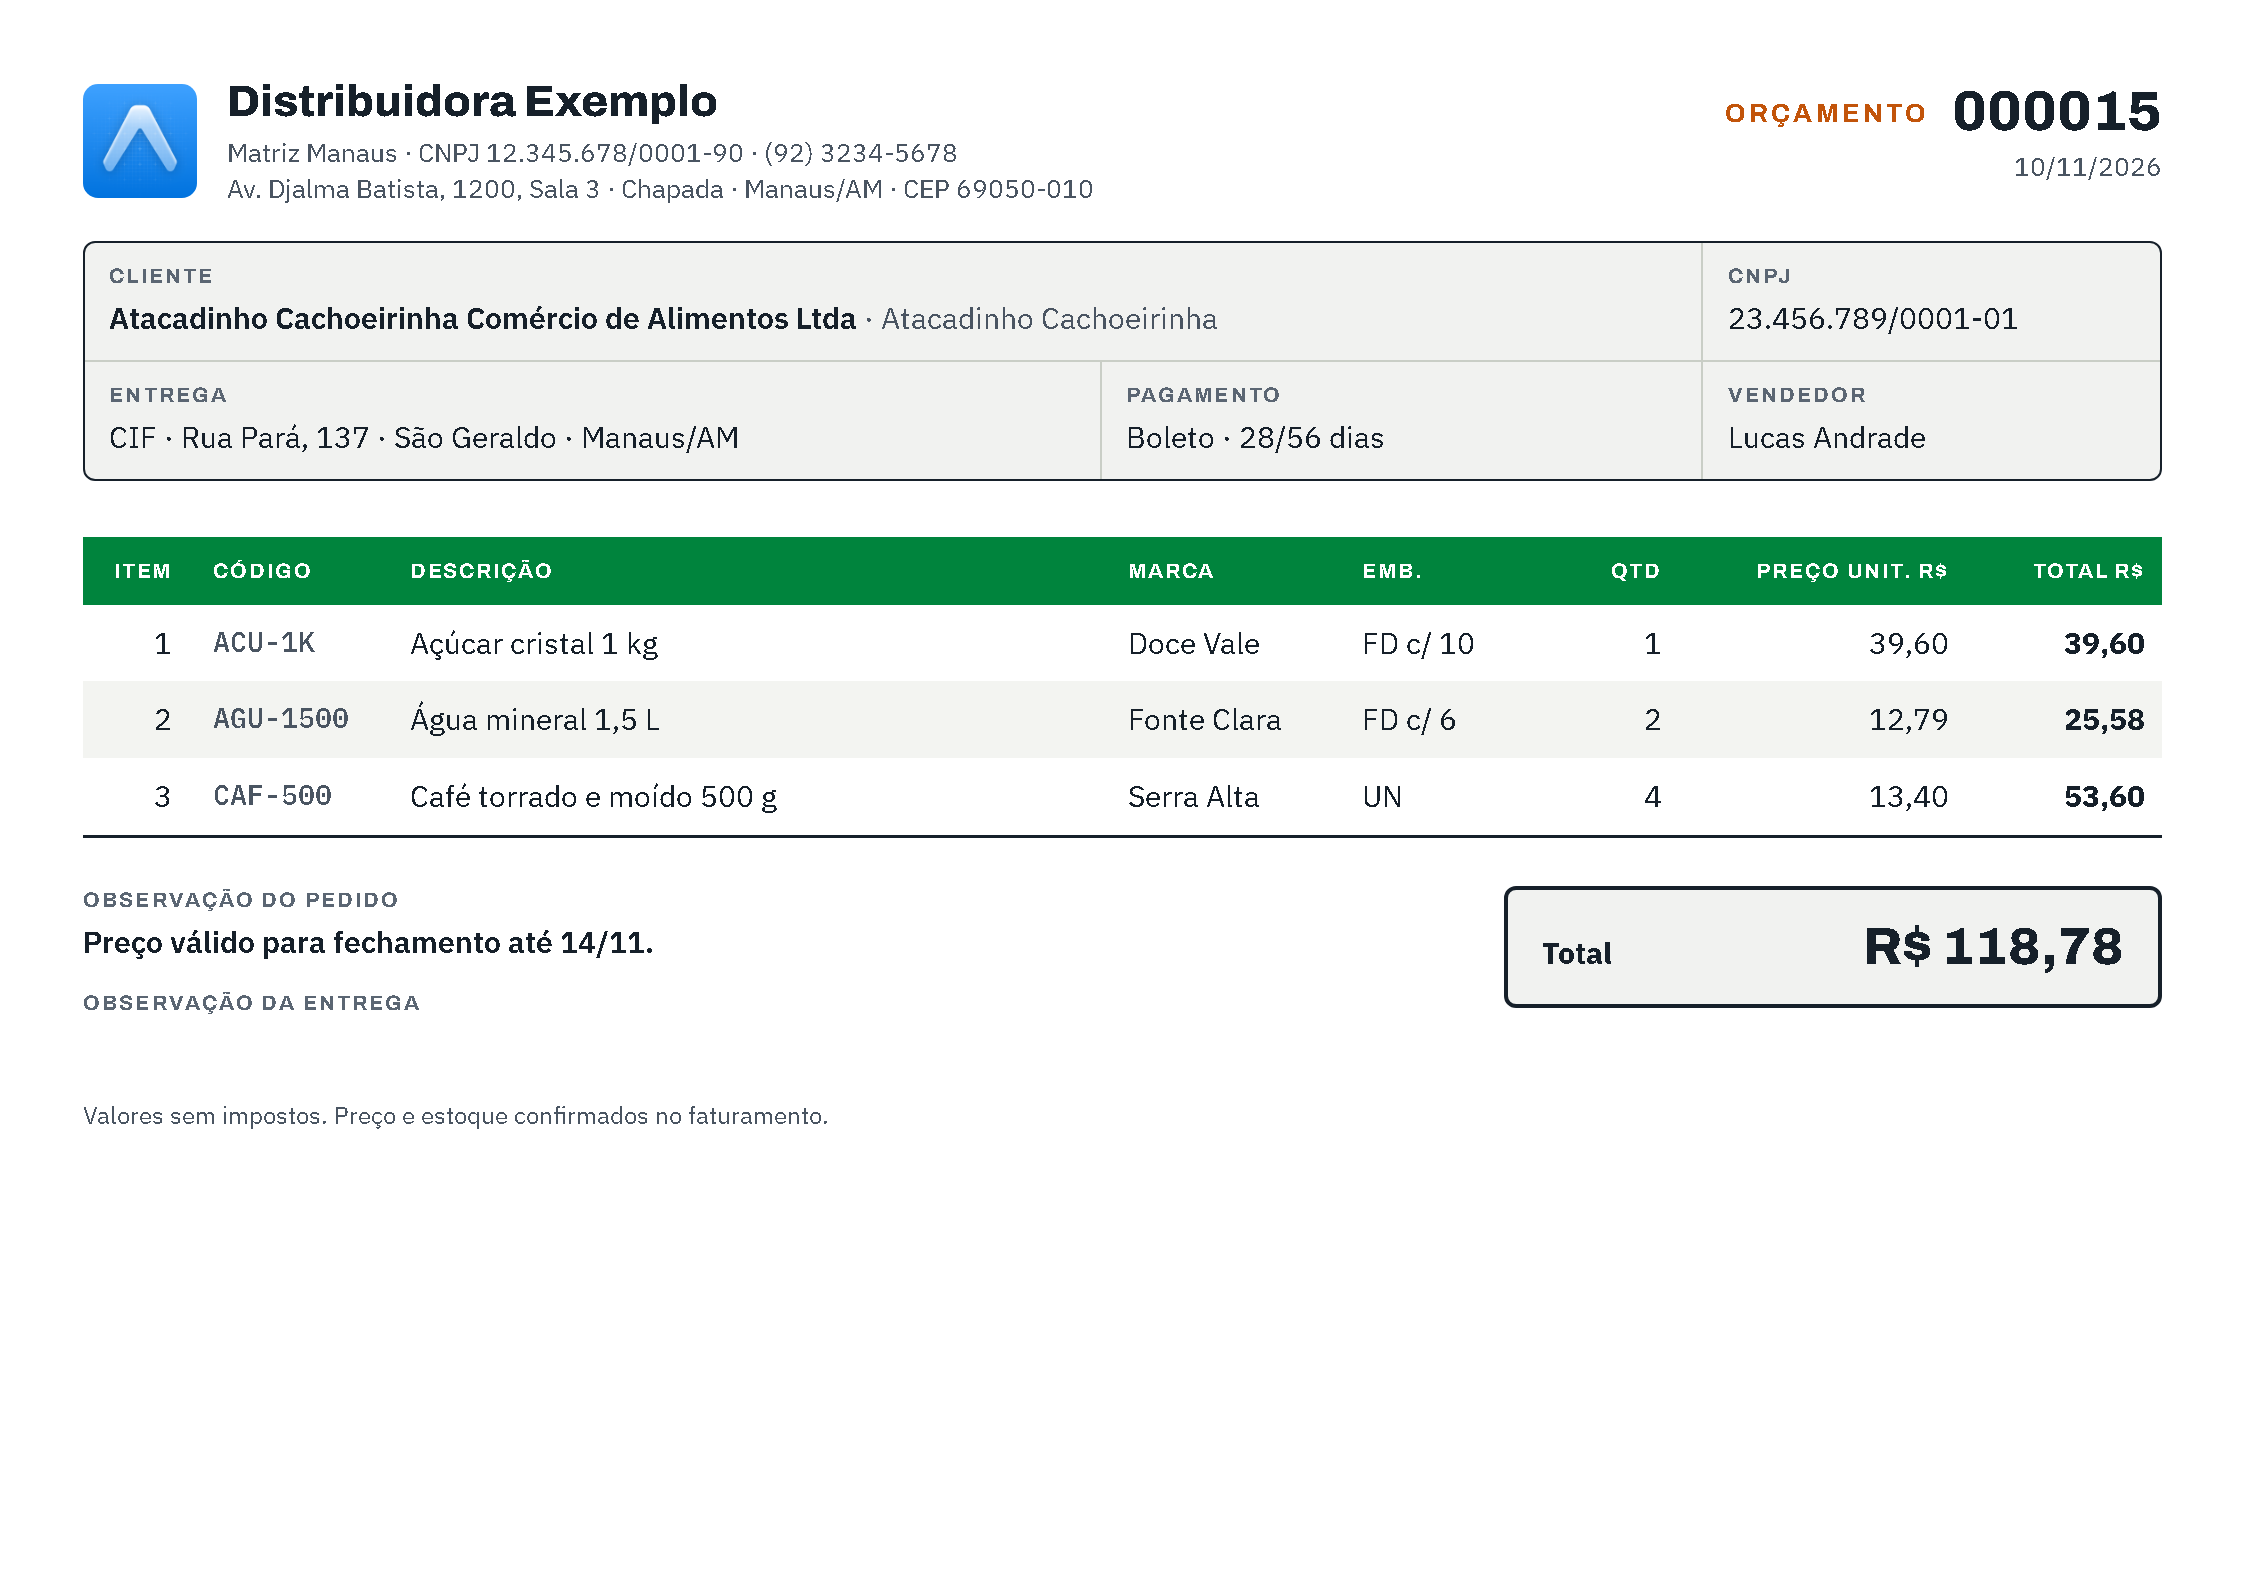 Distribuidora Exemplo
Matriz Manaus · CNPJ 12.345.678/0001-90 · (92) 3234-5678
Av. Djalma Batista, 1200, Sala 3 · Chapada · Manaus/AM · CEP 69050-010
ORÇAMENTO 000015
10/11/2026
CLIENTE
Atacadinho Cachoeirinha Comércio de Alimentos Ltda · Atacadinho Cachoeirinha
CNPJ
23.456.789/0001-01
ENTREGA
CIF · Rua Pará, 137 · São Geraldo · Manaus/AM
PAGAMENTO
Boleto · 28/56 dias
VENDEDOR
Lucas Andrade
ITEM CÓDIGO DESCRIÇÃO MARCA EMB. QTD PREÇO UNIT. R$ TOTAL R$
1 ACU-1K Açúcar cristal 1 kg Doce Vale FD c/ 10 1 39,60 39,60
2 AGU-1500 Água mineral 1,5 L Fonte Clara FD c/ 6 2 12,79 25,58
3 CAF-500 Café torrado e moído 500 g Serra Alta UN 4 13,40 53,60
OBSERVAÇÃO DO PEDIDO
Preço válido para fechamento até 14/11.
OBSERVAÇÃO DA ENTREGA
Total R$ 118,78
Valores sem impostos. Preço e estoque confirmados no faturamento.